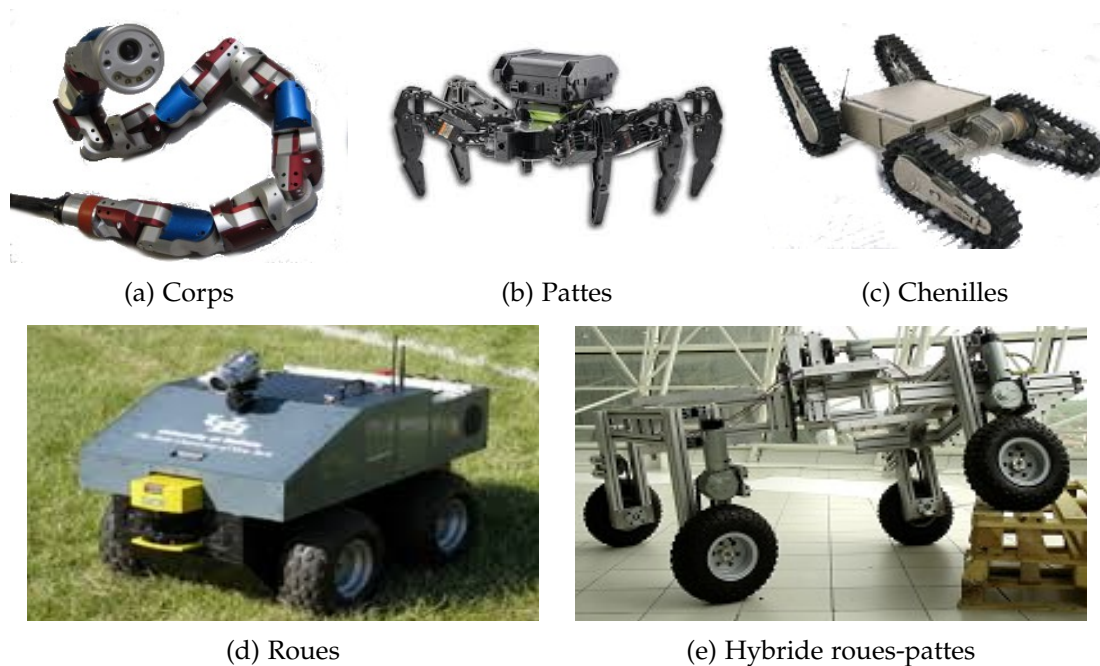 (a) Corps
(b) Pattes
(c) Chenilles
(d) Roues
(e) Hybride roues-pattes